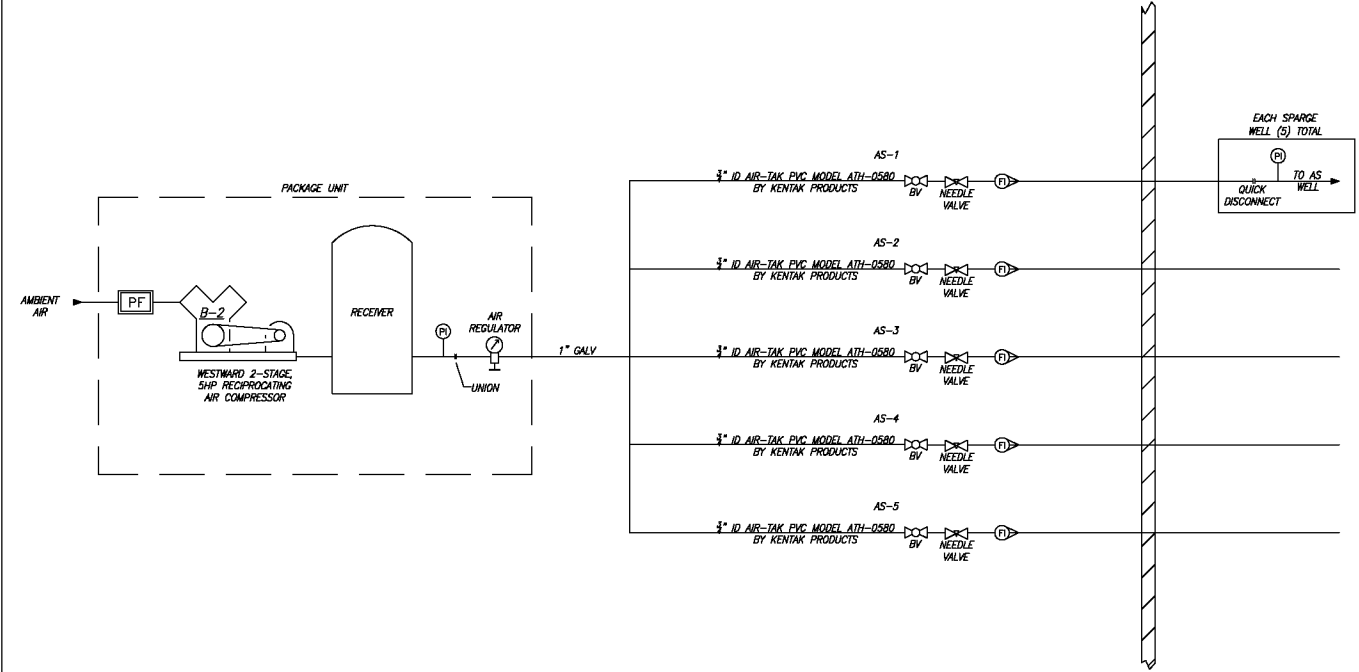 EACH SPARGE
WELL (5) TOTAL
PI
QUICK
DISCONNECT
TO AS
WELL
AS-1
¾" ID AIR-TAK PVC MODEL ATH-0580
BY KENTAK PRODUCTS
BV
NEEDLE
VALVE
FI
PACKAGE UNIT
AS-2
¾" ID AIR-TAK PVC MODEL ATH-0580
BY KENTAK PRODUCTS
BV
NEEDLE
VALVE
FI
AMBIENT
AIR
PF
B-2
WESTWARD 2-STAGE,
5HP RECIPROCATING
AIR COMPRESSOR
RECEIVER
PI
UNION
AIR
REGULATOR
1" GALV
AS-3
¾" ID AIR-TAK PVC MODEL ATH-0580
BY KENTAK PRODUCTS
BV
NEEDLE
VALVE
FI
AS-4
¾" ID AIR-TAK PVC MODEL ATH-0580
BY KENTAK PRODUCTS
BV
NEEDLE
VALVE
FI
AS-5
¾" ID AIR-TAK PVC MODEL ATH-0580
BY KENTAK PRODUCTS
BV
NEEDLE
VALVE
FI